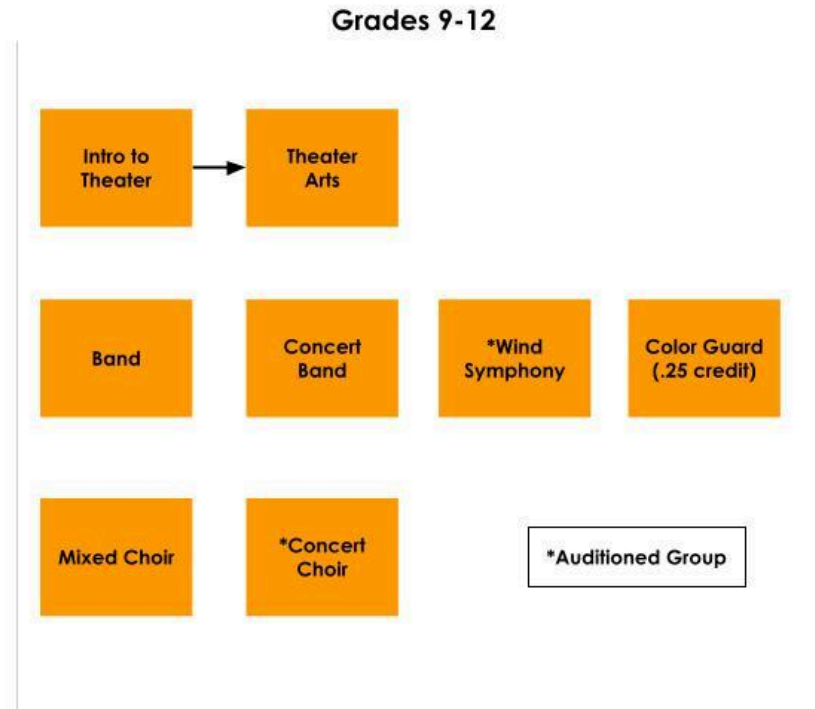 Grades 9-12
Intro to
Theater
Theater
Arts
Band
Concert
Band
*Wind
Symphony
Color Guard
(.25 credit)
Mixed Choir
*Concert
Choir
*Auditioned Group